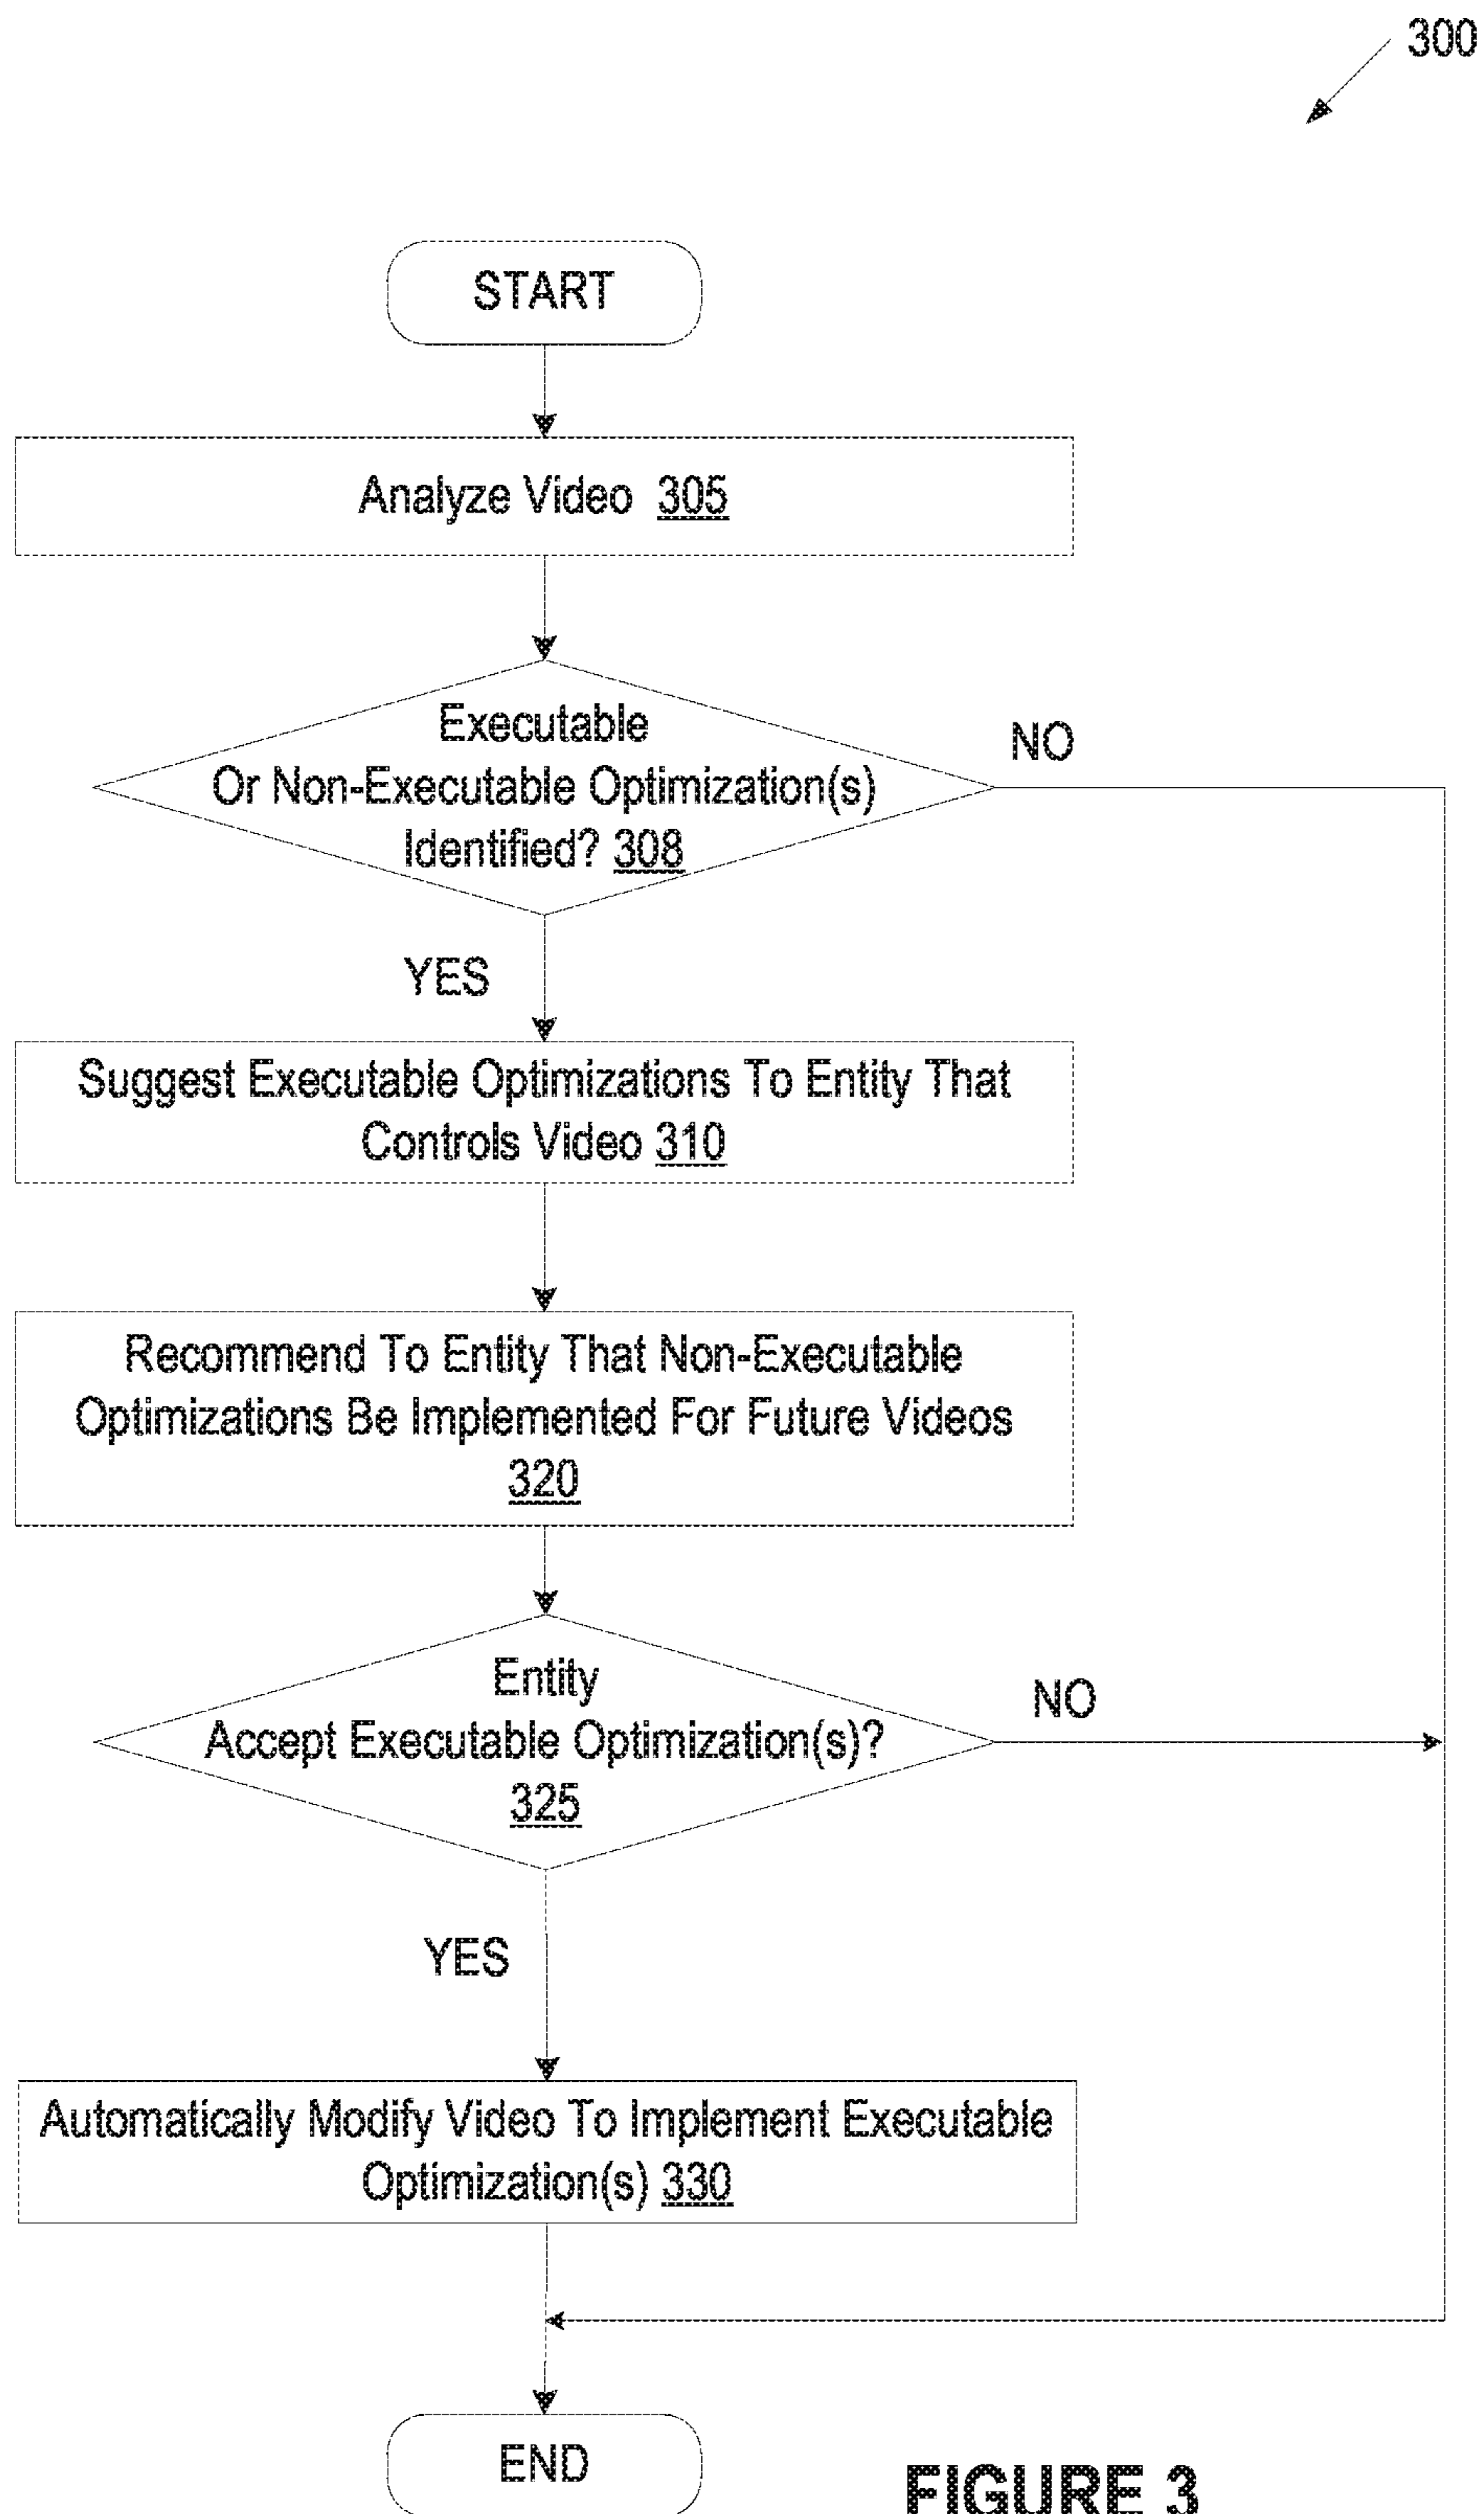 300
START
Analyze Video 305
Executable
Or Non-Executable Optimization(s)
Identified? 308
NO
YES
Suggest Executable Optimizations To Entity That
Controls Video 310
Recommend To Entity That Non-Executable
Optimizations Be Implemented For Future Videos
320
Entity
Accept Executable Optimization(s)?
325
NO
YES
Automatically Modify Video To Implement Executable
Optimization(s) 330
END
FIGURE 3